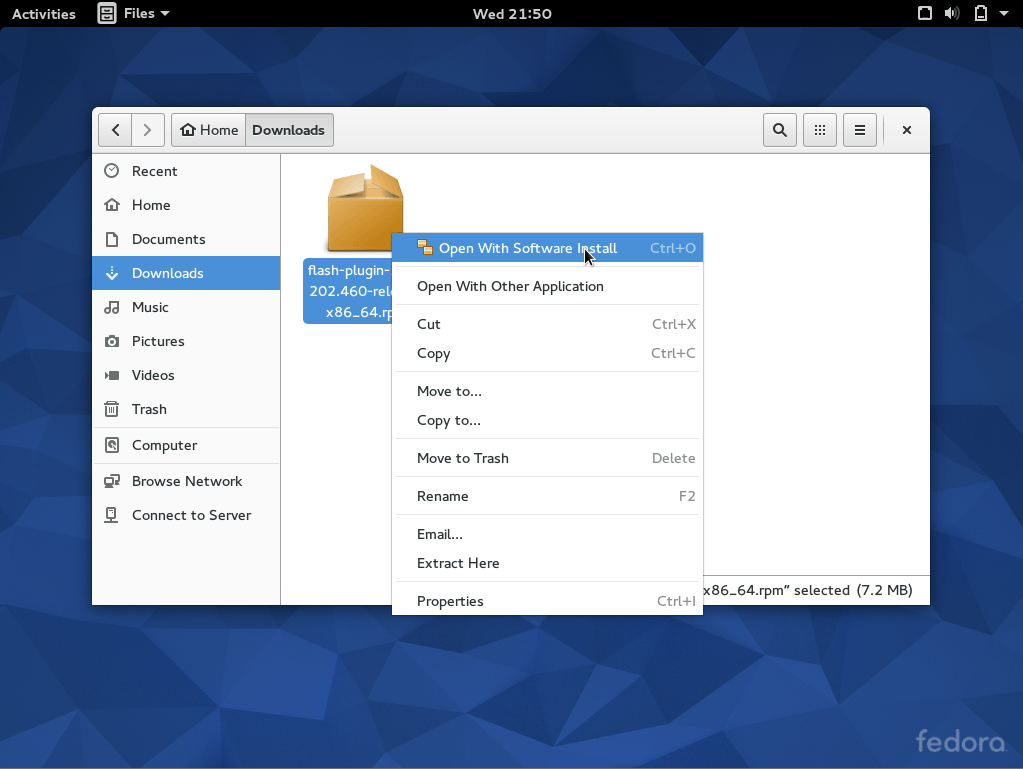 Activities Files Wed 21:50
Home Downloads
Recent
Home
Documents
Downloads
Music
Pictures
Videos
Trash
Computer
Browse Network
Connect to Server
flash-plugin-
202.460-rel
x86_64.rp
Open With Software Install Ctrl+O
Open With Other Application
Cut Ctrl+X
Copy Ctrl+C
Move to...
Copy to...
Move to Trash Delete
Rename F2
Email...
Extract Here
Properties Ctrl+I
x86_64.rpm” selected (7.2 MB)
fedora